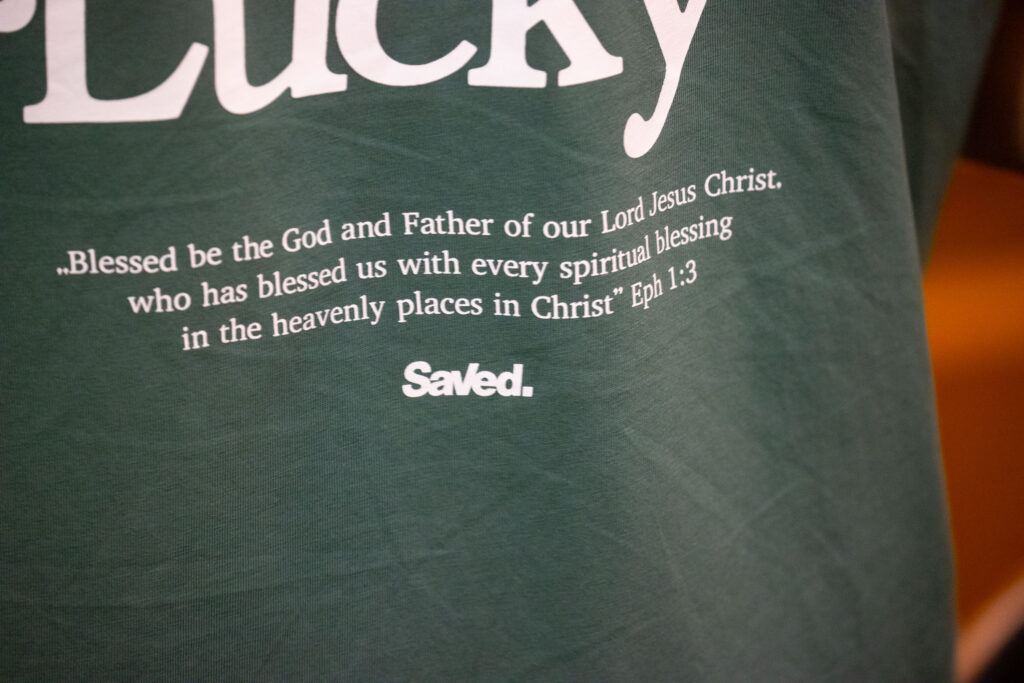 Lucky
„Blessed be the God and Father of our Lord Jesus Christ.
who has blessed us with every spiritual blessing
in the heavenly places in Christ” Eph 1:3
Saved.